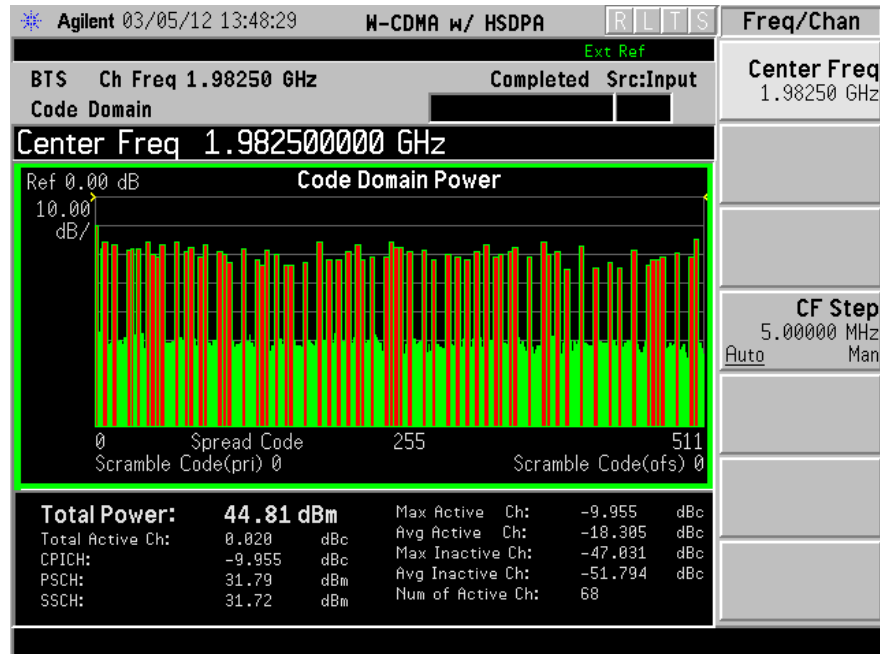 Agilent 03/05/12 13:48:29 W-CDMA w/ HSDPA R L T S Freq/Chan
Ext Ref
BTS Ch Freq 1.98250 GHz Completed Src:Input
Code Domain
Center Freq
1.98250 GHz
Center Freq 1.982500000 GHz
Ref 0.00 dB Code Domain Power
10.00
dB/
CF Step
5.00000 MHz
Auto Man
0 Spread Code 255 511
Scramble Code(pri) 0 Scramble Code(ofs) 0
Total Power: 44.81 dBm
Total Active Ch: 0.020 dBc
CPICH: -9.955 dBc
PSCH: 31.79 dBm
SSCH: 31.72 dBm
Max Active Ch: -9.955 dBc
Avg Active Ch: -18.305 dBc
Max Inactive Ch: -47.031 dBc
Avg Inactive Ch: -51.794 dBc
Num of Active Ch: 68